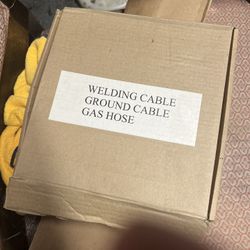 WELDING CABLE
GROUND CABLE
GAS HOSE